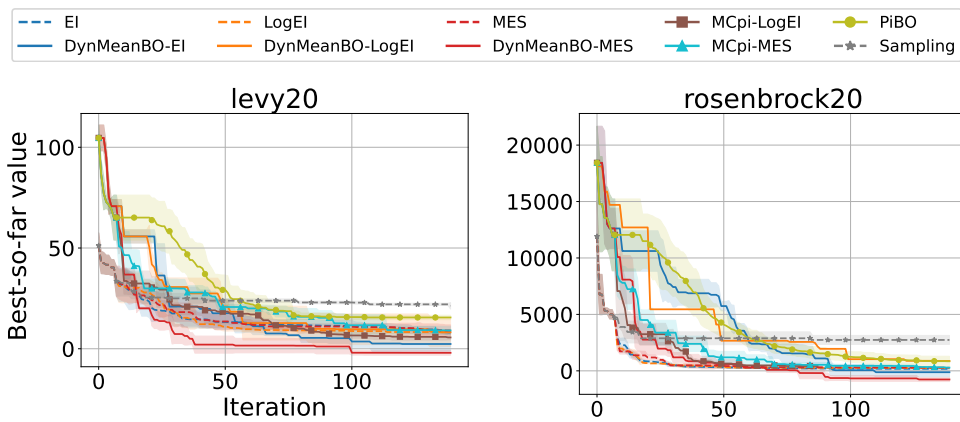 EI LogEI MES MCpi-LogEI PiBO
DynMeanBO-EI DynMeanBO-LogEI DynMeanBO-MES MCpi-MES Sampling
levy20 rosenbrock20
Best-so-far value
100
50
0
0 50 100
Iteration
20000
15000
10000
5000
0
0 50 100